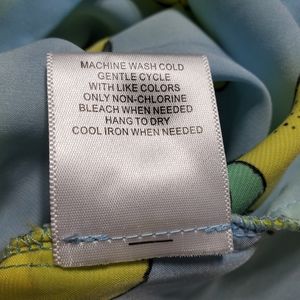 MACHINE WASH COLD
GENTLE CYCLE
WITH LIKE COLORS
ONLY NON-CHLORINE
BLEACH WHEN NEEDED
HANG TO DRY
COOL IRON WHEN NEEDED